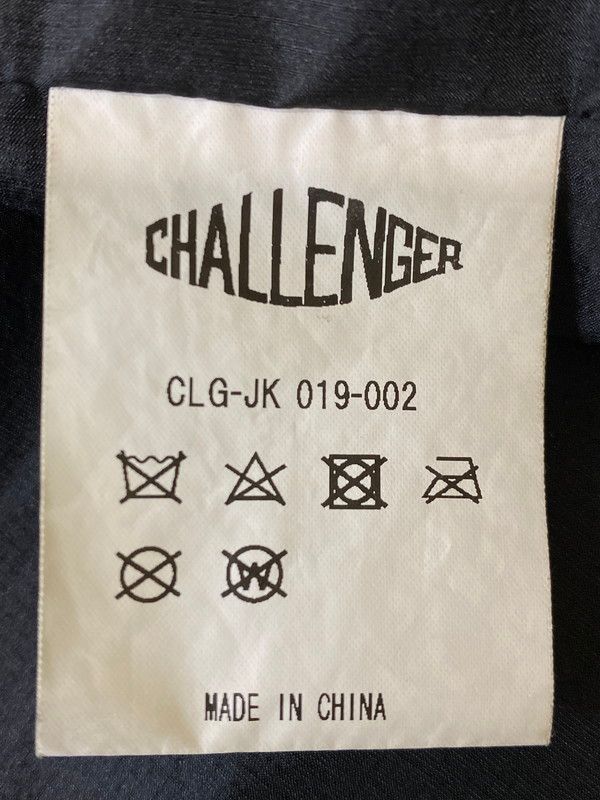 CHALLENGER
CLG-JK 019-002
W
MADE IN CHINA